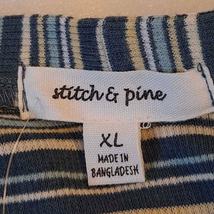 stitch & pine
XL
MADE IN
BANGLADESH